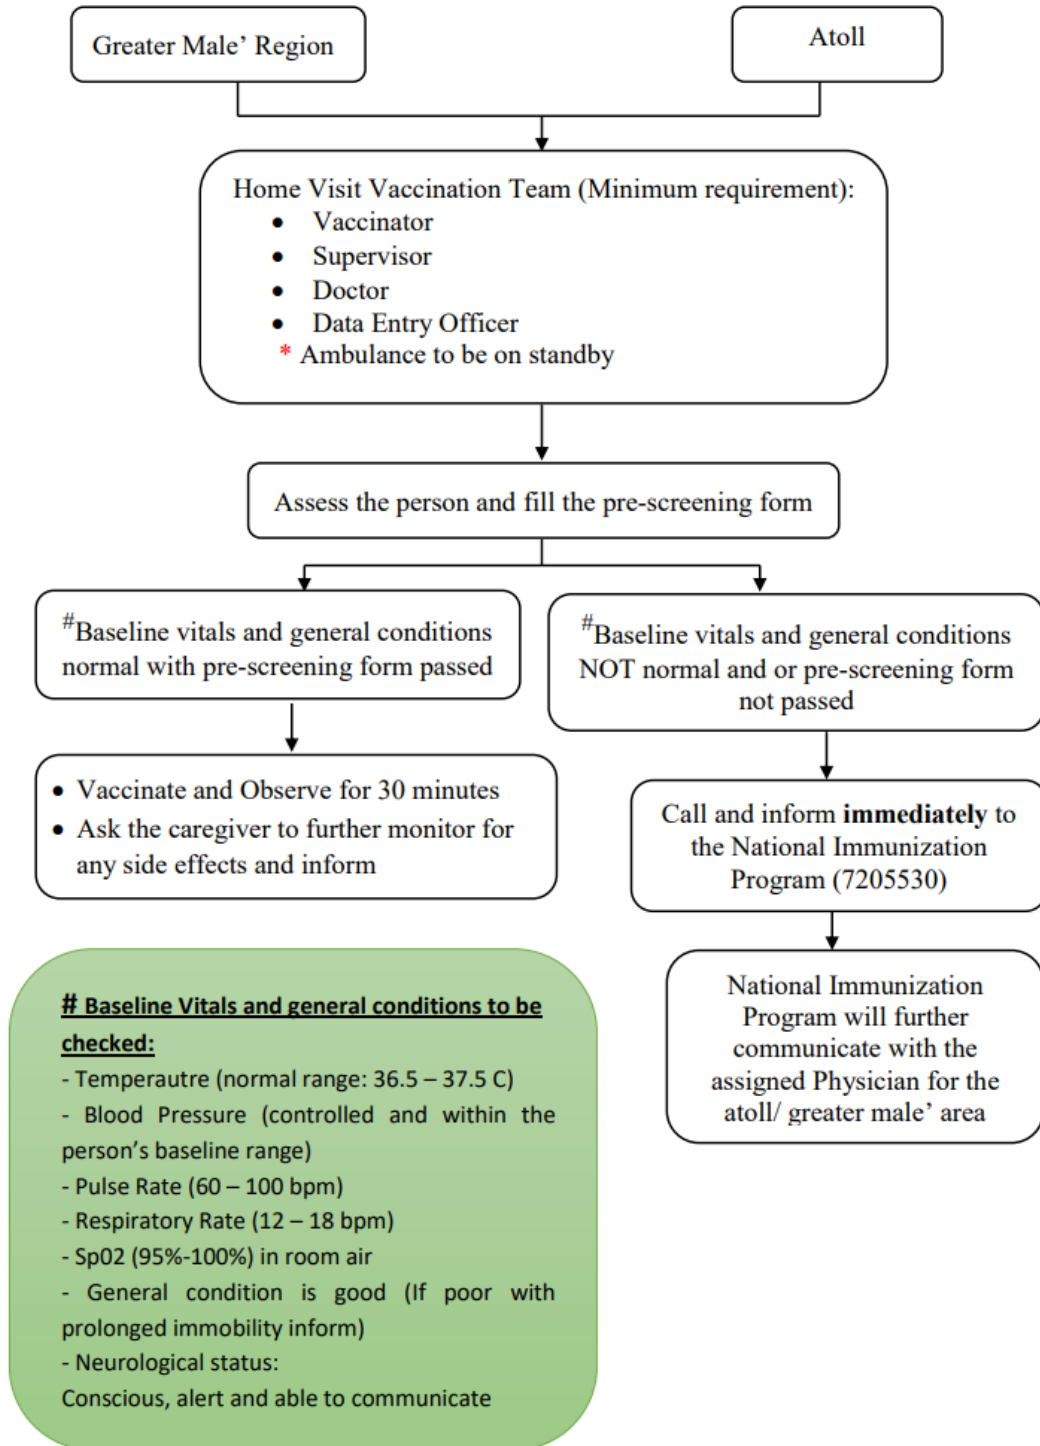 Greater Male’ Region
Atoll
Home Visit Vaccination Team (Minimum requirement):
• Vaccinator
• Supervisor
• Doctor
• Data Entry Officer
* Ambulance to be on standby
Assess the person and fill the pre-screening form
#Baseline vitals and general conditions
normal with pre-screening form passed
#Baseline vitals and general conditions
NOT normal and or pre-screening form
not passed
• Vaccinate and Observe for 30 minutes
• Ask the caregiver to further monitor for
any side effects and inform
Call and inform immediately to
the National Immunization
Program (7205530)
National Immunization
Program will further
communicate with the
assigned Physician for the
atoll/ greater male’ area
# Baseline Vitals and general conditions to be
checked:
- Temperautre (normal range: 36.5 – 37.5 C)
- Blood Pressure (controlled and within the
person’s baseline range)
- Pulse Rate (60 – 100 bpm)
- Respiratory Rate (12 – 18 bpm)
- Sp02 (95%-100%) in room air
- General condition is good (If poor with
prolonged immobility inform)
- Neurological status:
Conscious, alert and able to communicate